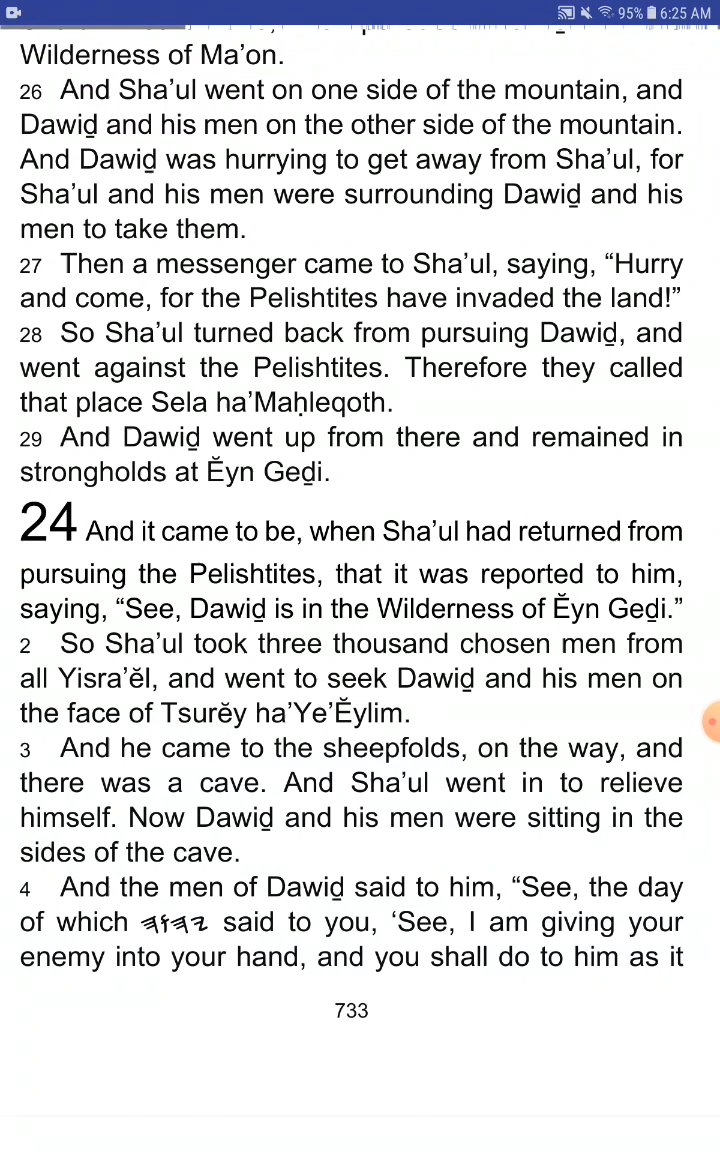 95% 6:25 AM
Wilderness of Ma’on.
26 And Sha’ul went on one side of the mountain, and
Dawiḏ and his men on the other side of the mountain.
And Dawiḏ was hurrying to get away from Sha’ul, for
Sha’ul and his men were surrounding Dawiḏ and his
men to take them.
27 Then a messenger came to Sha’ul, saying, “Hurry
and come, for the Pelishtites have invaded the land!”
28 So Sha’ul turned back from pursuing Dawiḏ, and
went against the Pelishtites. Therefore they called
that place Sela ha’Maḥleqoth.
29 And Dawiḏ went up from there and remained in
strongholds at Ĕyn Geḏi.
24 And it came to be, when Sha’ul had returned from
pursuing the Pelishtites, that it was reported to him,
saying, “See, Dawiḏ is in the Wilderness of Ĕyn Geḏi.”
2 So Sha’ul took three thousand chosen men from
all Yisra’ĕl, and went to seek Dawiḏ and his men on
the face of Tsurĕy ha’Ye’Ĕylim.
3 And he came to the sheepfolds, on the way, and
there was a cave. And Sha’ul went in to relieve
himself. Now Dawiḏ and his men were sitting in the
sides of the cave.
4 And the men of Dawiḏ said to him, “See, the day
of which 𐤉𐤄𐤅𐤄 said to you, ‘See, I am giving your
enemy into your hand, and you shall do to him as it
733